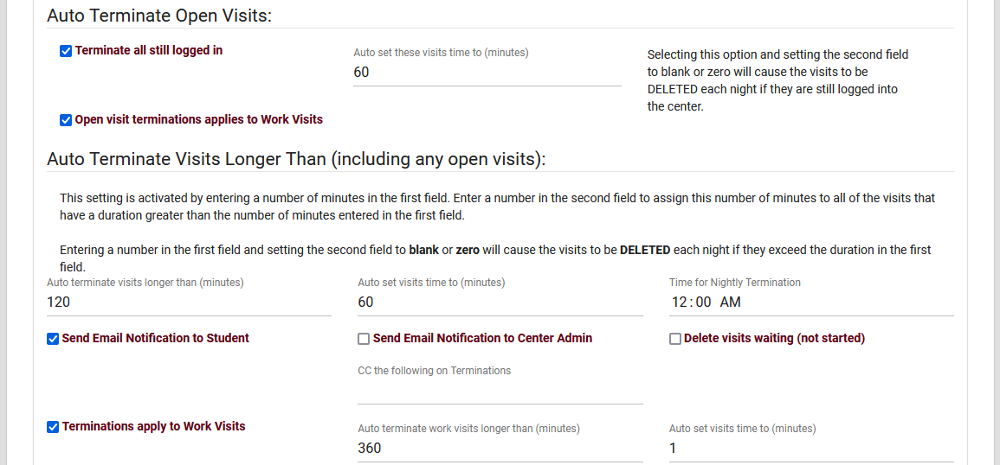 Auto Terminate Open Visits:
Terminate all still logged in
Auto set these visits time to (minutes)
60
Selecting this option and setting the second field
to blank or zero will cause the visits to be
DELETED each night if they are still logged into
the center.
Open visit terminations applies to Work Visits
Auto Terminate Visits Longer Than (including any open visits):
This setting is activated by entering a number of minutes in the first field. Enter a number in the second field to assign this number of minutes to all of the visits that
have a duration greater than the number of minutes entered in the first field.
Entering a number in the first field and setting the second field to blank or zero will cause the visits to be DELETED each night if they exceed the duration in the first
field.
Auto terminate visits longer than (minutes)
120
Auto set visits time to (minutes)
60
Time for Nightly Termination
12:00 AM
Send Email Notification to Student
Send Email Notification to Center Admin
Delete visits waiting (not started)
CC the following on Terminations
Terminations apply to Work Visits
Auto terminate work visits longer than (minutes)
360
Auto set visits time to (minutes)
1